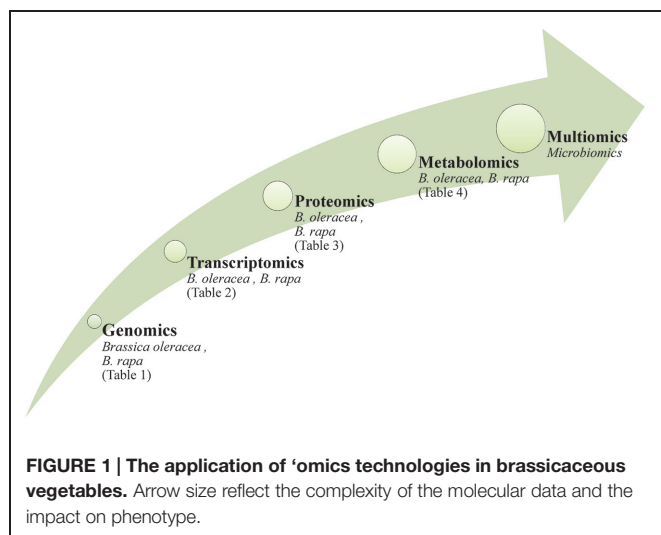 Multiomics
Microbiomics
Metabolomics
B. oleracea, B. rapa
(Table 4)
Proteomics
B. oleracea ,
B. rapa
(Table 3)
Transcriptomics
B. oleracea , B. rapa
(Table 2)
Genomics
Brassica oleracea ,
B. rapa
(Table 1)
FIGURE 1 | The application of ‘omics technologies in brassicaceous
vegetables. Arrow size reflect the complexity of the molecular data and the
impact on phenotype.